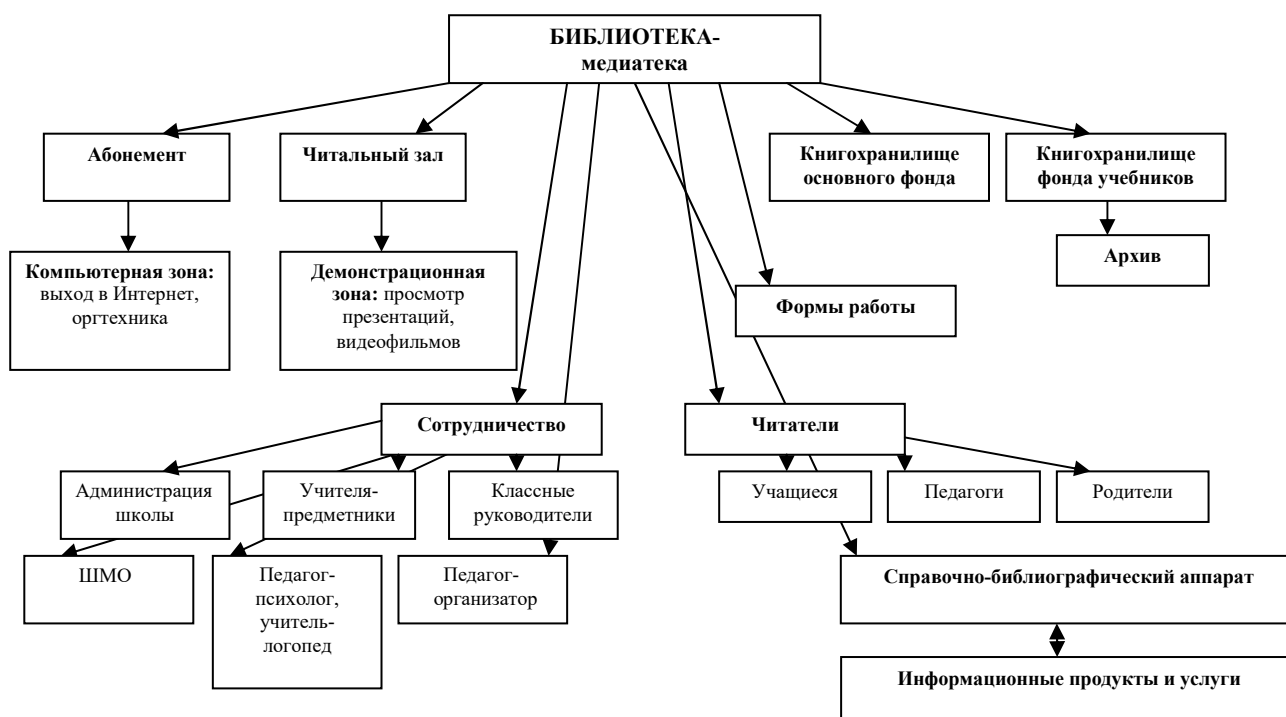 БИБЛИОТЕКА-
медиатека
Абонемент
Читальный зал
Книгохранилище
основного фонда
Книгохранилище
фонда учебников
Компьютерная зона:
выход в Интернет,
оргтехника
Демонстрационная
зона: просмотр
презентаций,
видеофильмов
Архив
Формы работы
Сотрудничество
Читатели
Администрация
школы
Учителя-
предметники
Классные
руководители
Учащиеся
Педагоги
Родители
ШМО
Педагог-
психолог,
учитель-
логопед
Педагог-
организатор
Справочно-библиографический аппарат
Информационные продукты и услуги